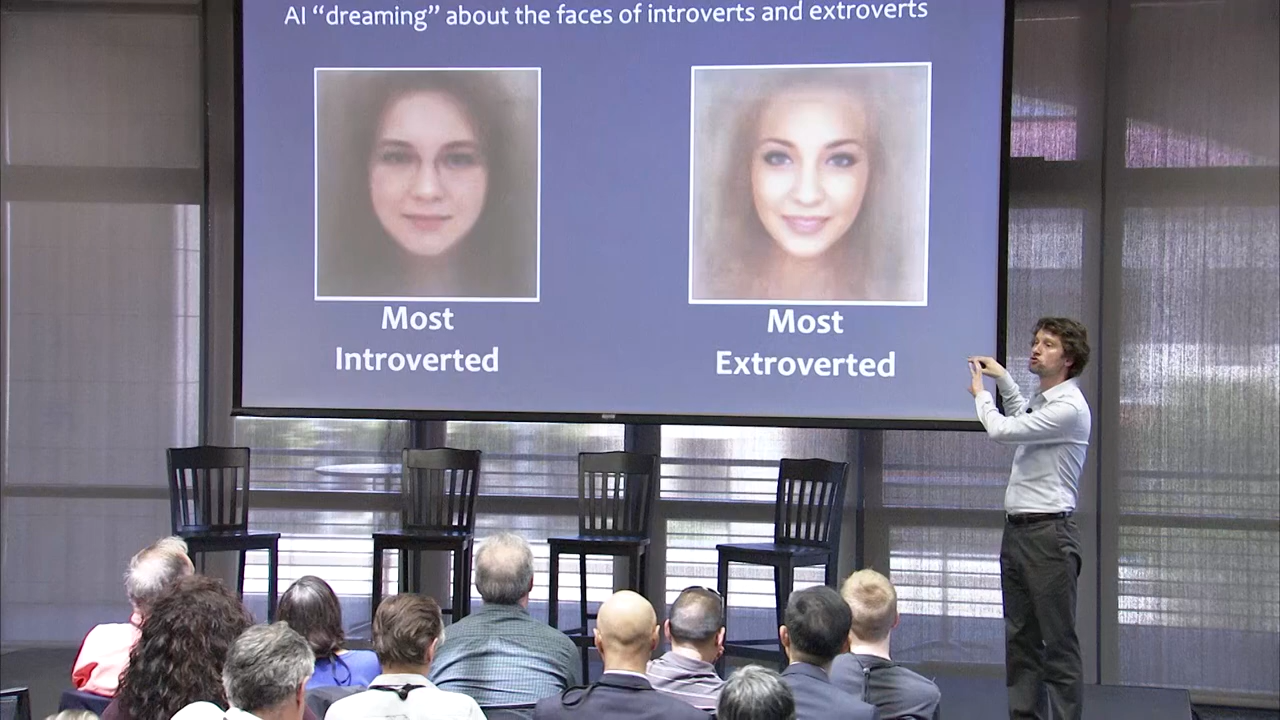 AI “dreaming” about the faces of introverts and extroverts
Most
Introverted
Most
Extroverted